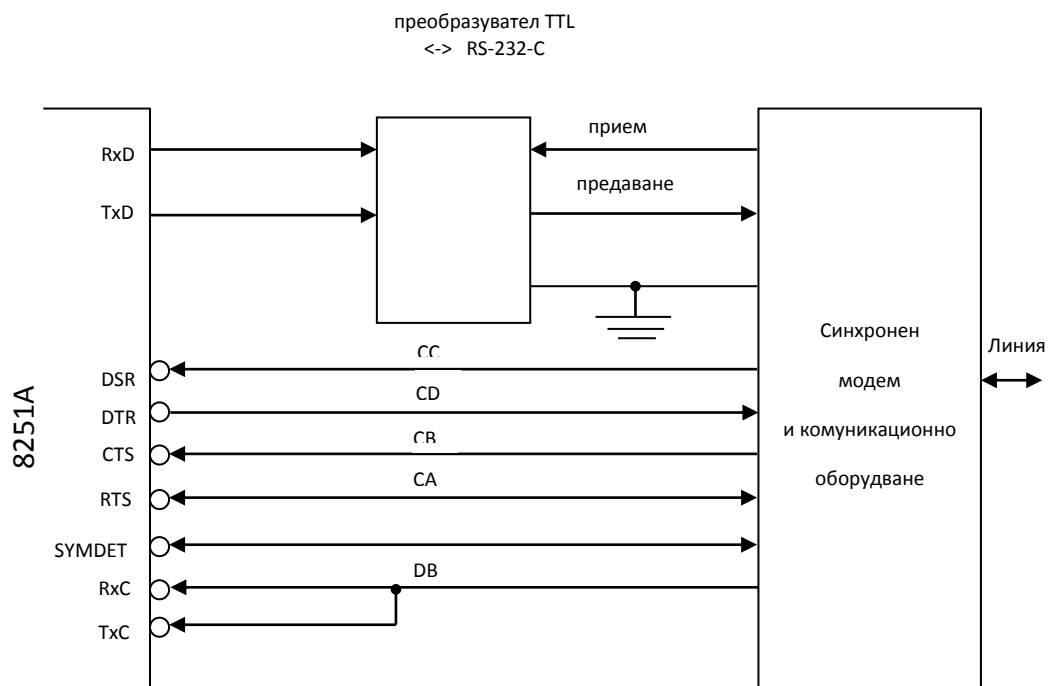 преобразувател TTL
<-> RS-232-C
RxD
прием
TxD
предаване
Синхронен
модем
и комуникационно
оборудване
Линия
8251A
DSR
CC
DTR
CD
CTS
CB
RTS
CA
SYMDET
RxC
DB
TxC